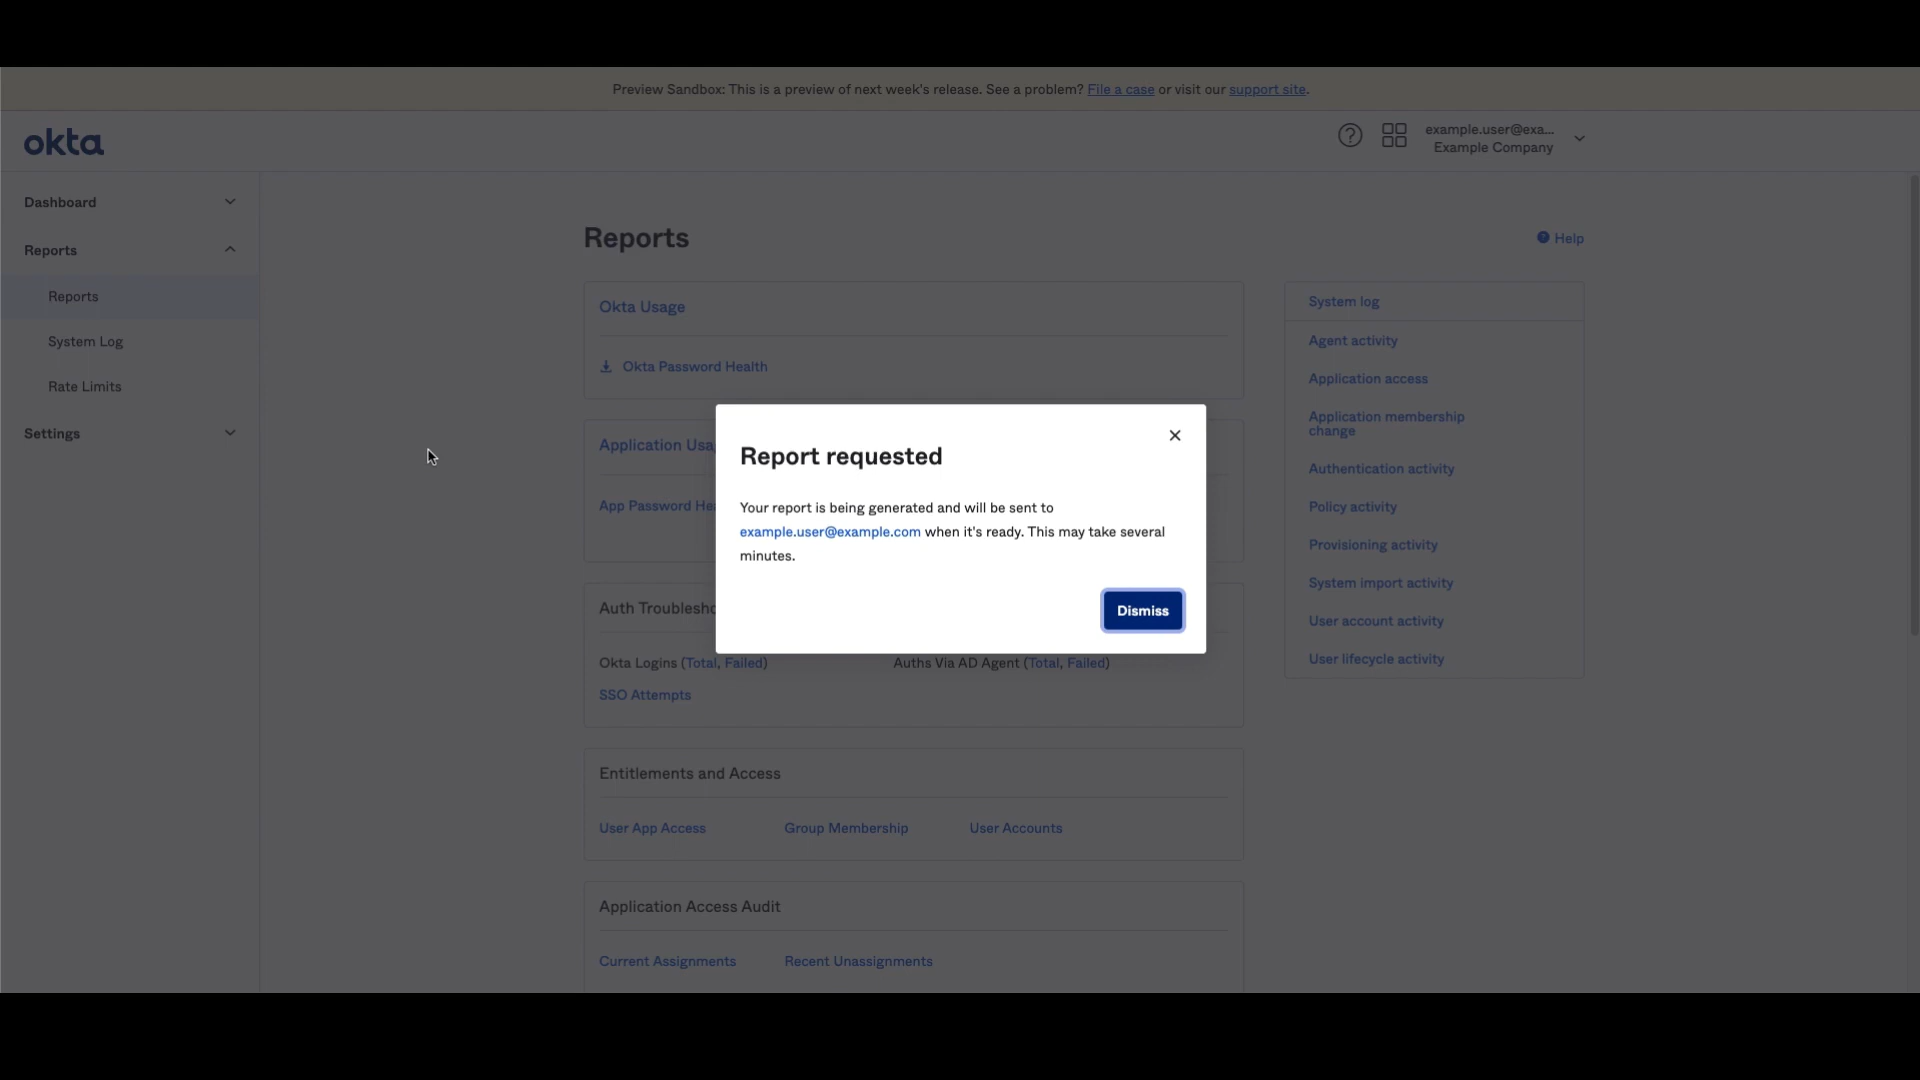 Preview Sandbox: This is a preview of next week's release. See a problem? File a case or visit our support site.
okta
example.user@exa...
Example Company
Dashboard
Reports
Reports
System Log
Rate Limits
Settings
Reports
Help
Okta Usage
Okta Password Health
Application Usa
App Password Hea
Auth Troublesho
Okta Logins (Total, Failed)
Auths Via AD Agent (Total, Failed)
SSO Attempts
Entitlements and Access
User App Access
Group Membership
User Accounts
Application Access Audit
Current Assignments
Recent Unassignments
System log
Agent activity
Application access
Application membership
change
Authentication activity
Policy activity
Provisioning activity
System import activity
User account activity
User lifecycle activity
Report requested
Your report is being generated and will be sent to
example.user@example.com when it's ready. This may take several
minutes.
Dismiss